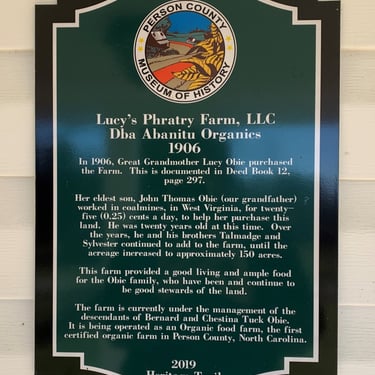 PERSON COUNTY
MUSEUM OF HISTORY
Lucy's Phratry Farm, LLC
Dba Abanitu Organics
1906
In 1906, Great Grandmother Lucy Obie purchased
the Farm. This is documented in Deed Book 12,
page 297.
Her eldest son, John Thomas Obie (our grandfather)
worked in coalmines, in West Virginia, for twenty-
five (0.25) cents a day, to help her purchase this
land. He was twenty years old at this time. Over
the years, he and his brothers Talmadge and
Sylvester continued to add to the farm, until the
acreage increased to approximately 150 acres.
This farm provided a good living and ample food
for the Obie family, who have been and continue to
be good stewards of the land.
The farm is currently under the management of the
descendants of Bernard and Chestina Tuck Obie.
It is being operated as an Organic food farm, the first
certified organic farm in Person County, North Carolina.
2019
Heritage Trail